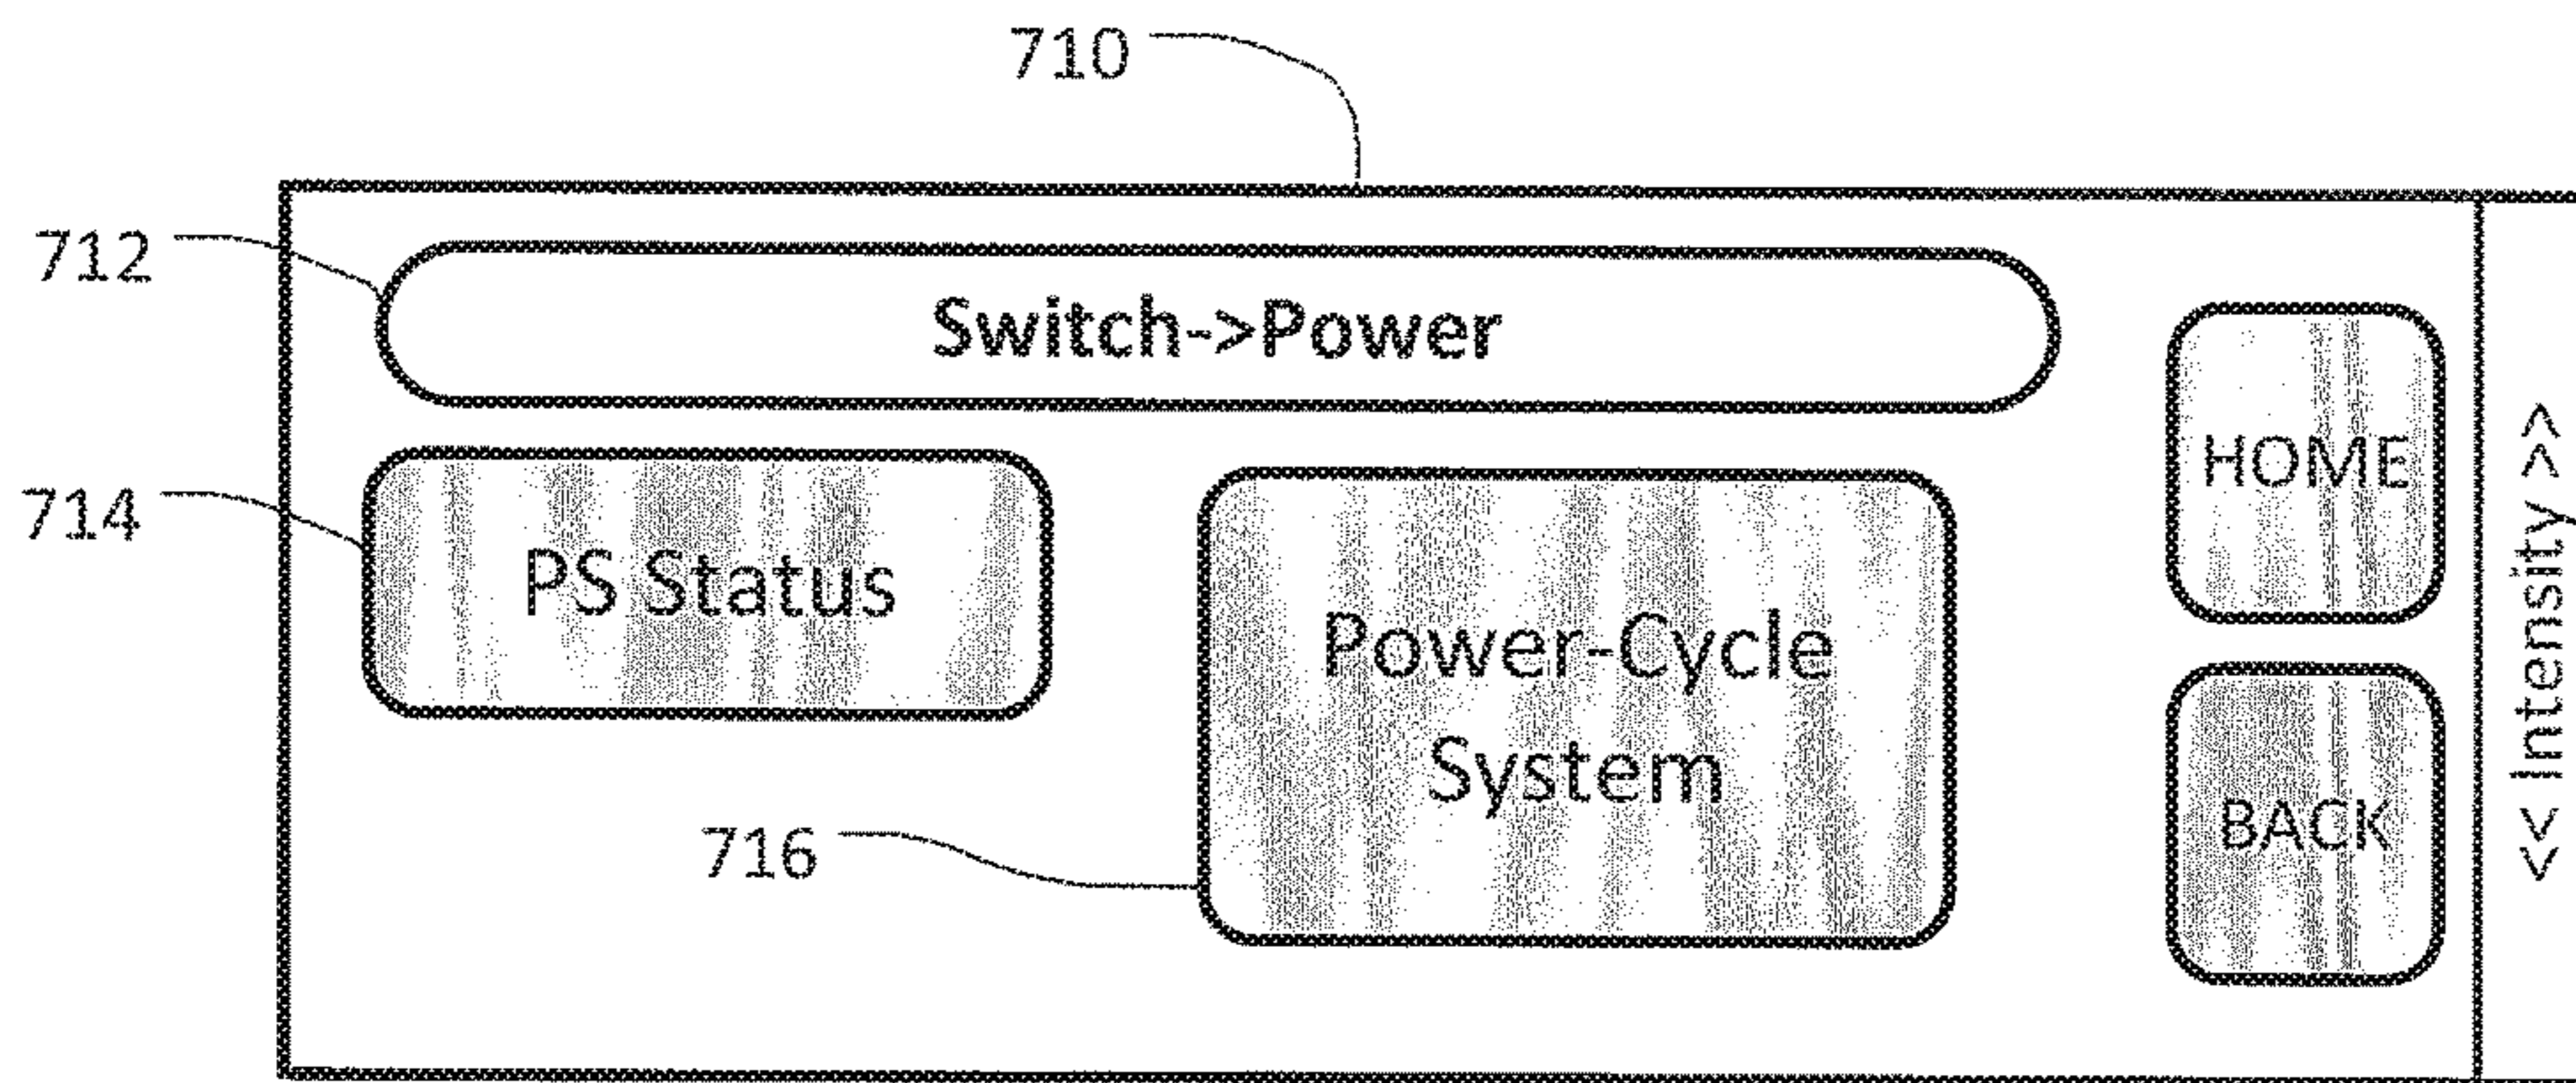 710
712
Switch->Power
HOME
714
PS Status
Power-Cycle
System
716
BACK
<< Intensity >>